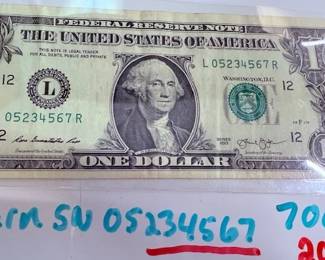 FEDERAL RESERVE NOTE
THE UNITED STATES OF AMERICA
THIS NOTE IS LEGAL TENDER
FOR ALL DEBTS, PUBLIC AND PRIVATE
L 05234567 R
12
WASHINGTON, D.C.
12
L
05234567 R
12
SERIES
2013
ONE DOLLAR
SN 05234567 70
20